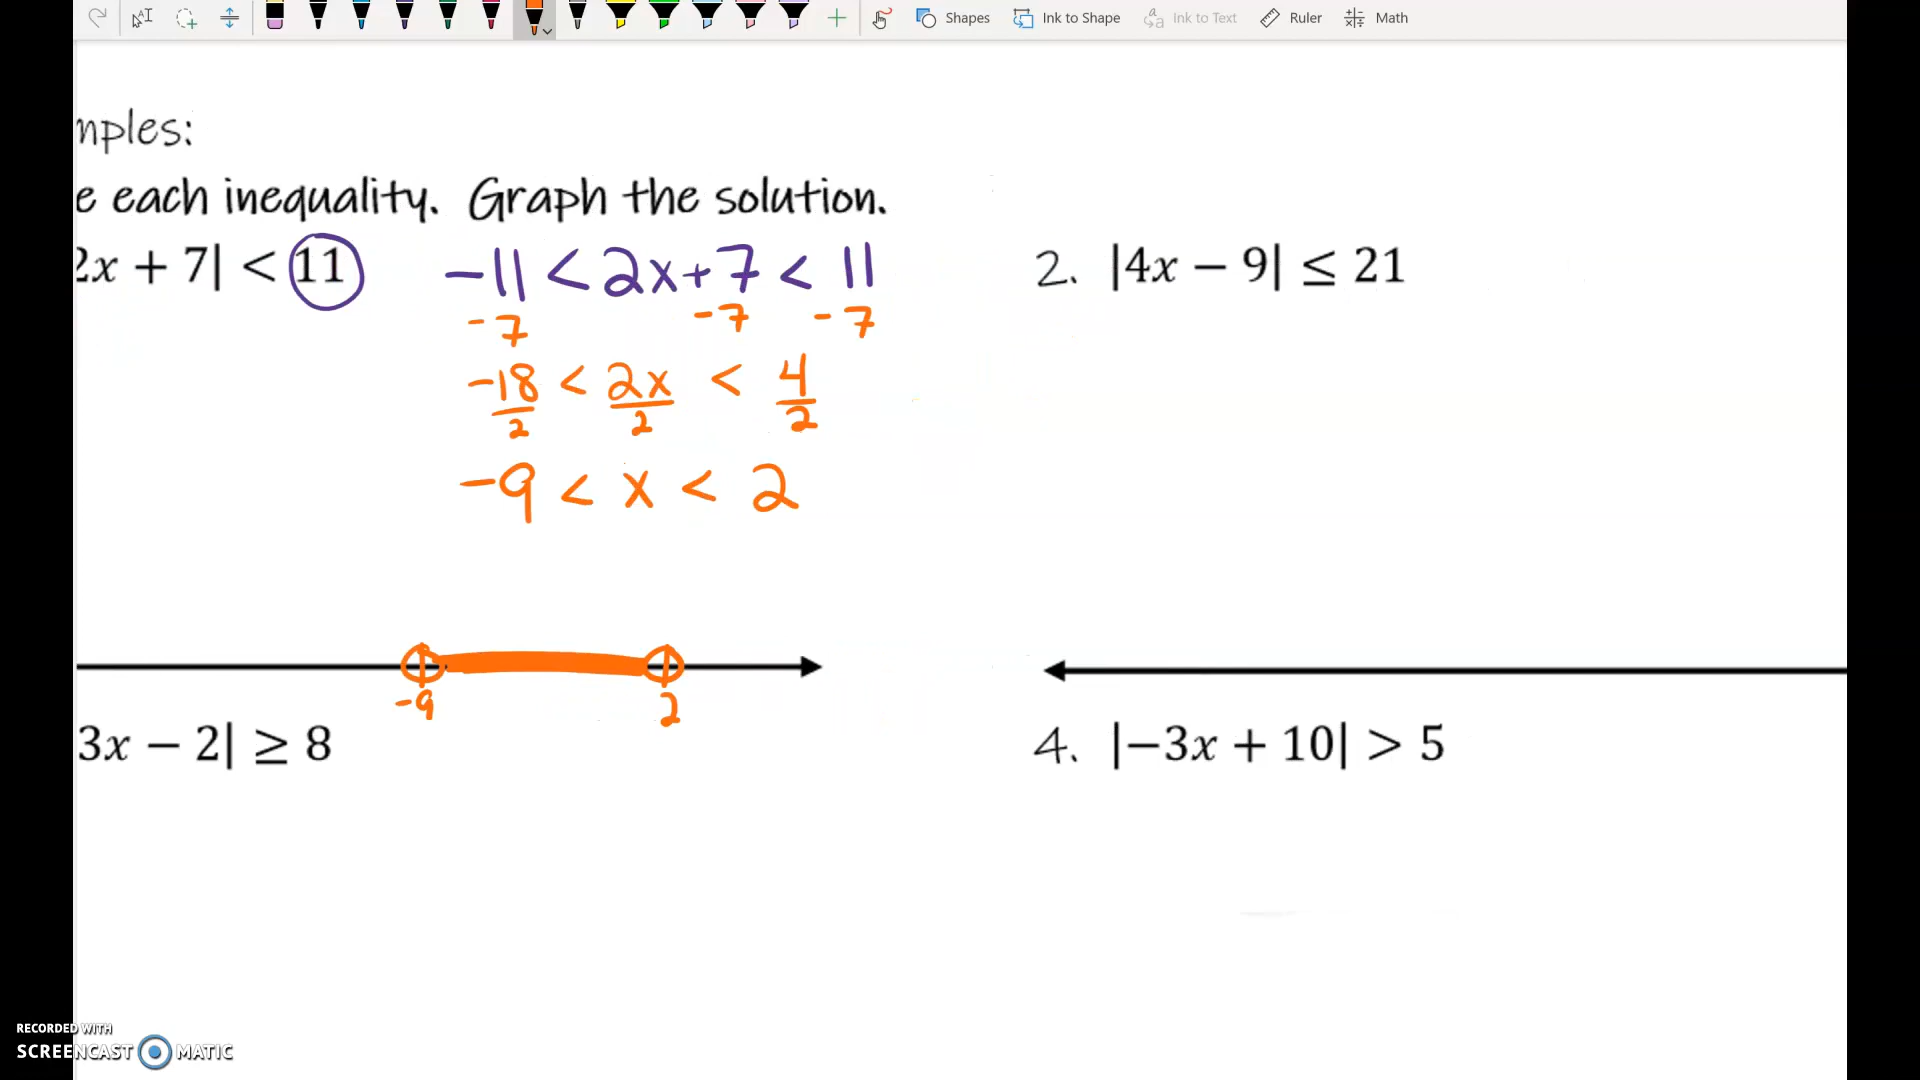 Shapes Ink to Shape Ink to Text Ruler Math
mples:
e each inequality. Graph the solution.
2x + 7| < 11
-11 < 2x+7 < 11
-7 -7 -7
-18/2 < 2x/2 < 4/2
-9 < x < 2
-9 2
2. |4x − 9| ≤ 21
3x − 2| ≥ 8
4. |−3x + 10| > 5
RECORDED WITH
SCREENCAST MATIC